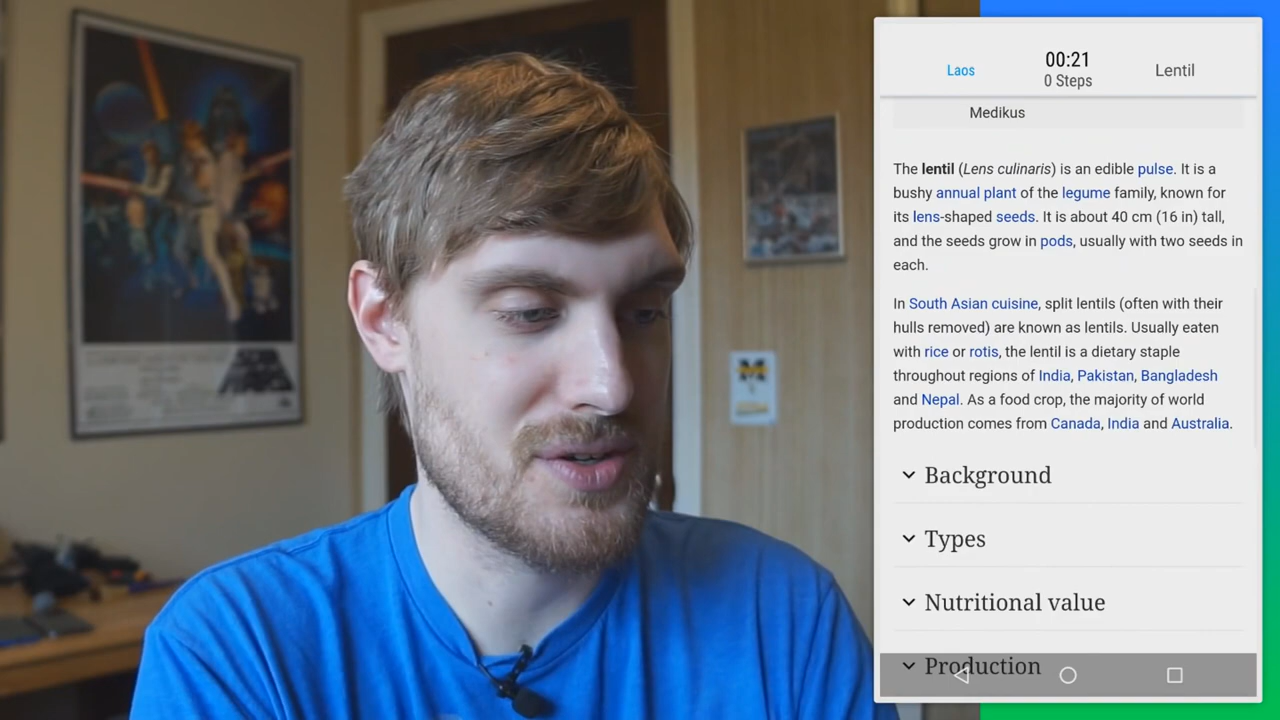 00:21
Laos
Lentil
0 Steps
Medikus
The lentil (Lens culinaris) is an edible pulse. It is a
bushy annual plant of the legume family, known for
its lens-shaped seeds. It is about 40 cm (16 in) tall,
and the seeds grow in pods, usually with two seeds in
each.
In South Asian cuisine, split lentils (often with their
hulls removed) are known as lentils. Usually eaten
with rice or rotis, the lentil is a dietary staple
throughout regions of India, Pakistan, Bangladesh
and Nepal. As a food crop, the majority of world
production comes from Canada, India and Australia.
Background
Types
Nutritional value
Production